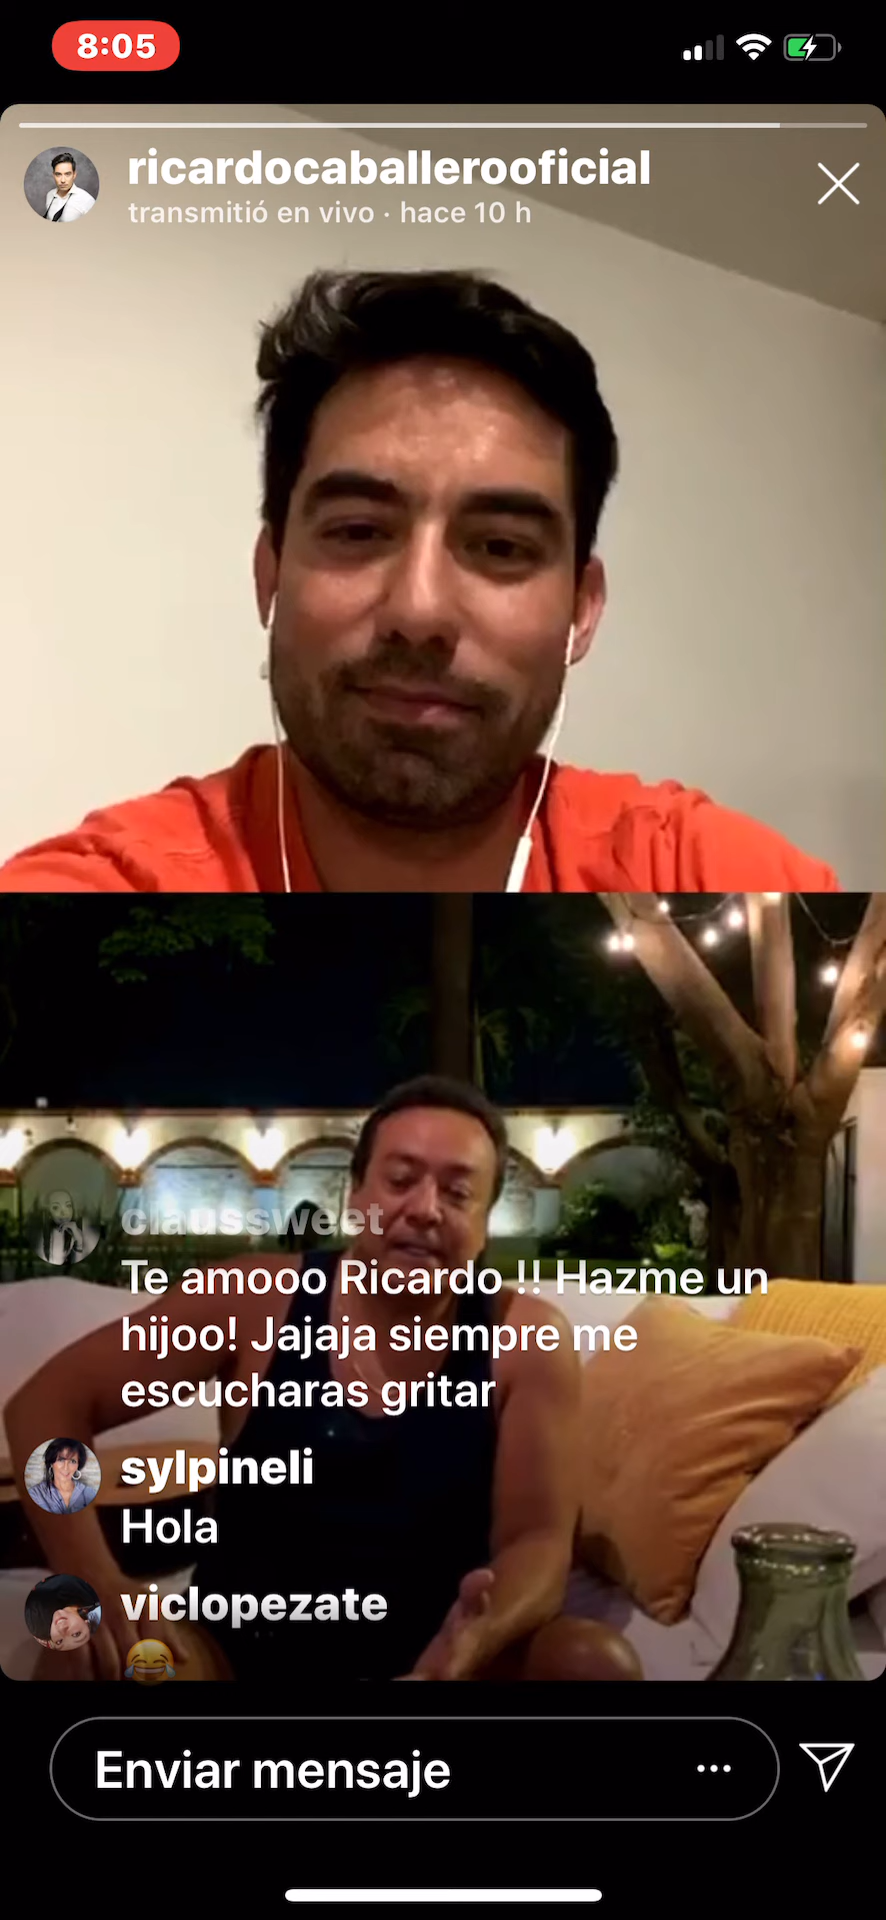 8:05
ricardocaballerooficial
transmitió en vivo · hace 10 h
claussweet
Te amooo Ricardo !! Hazme un
hijoo! Jajaja siempre me
escucharas gritar
sylpineli
Hola
viclopezate
😂
Enviar mensaje